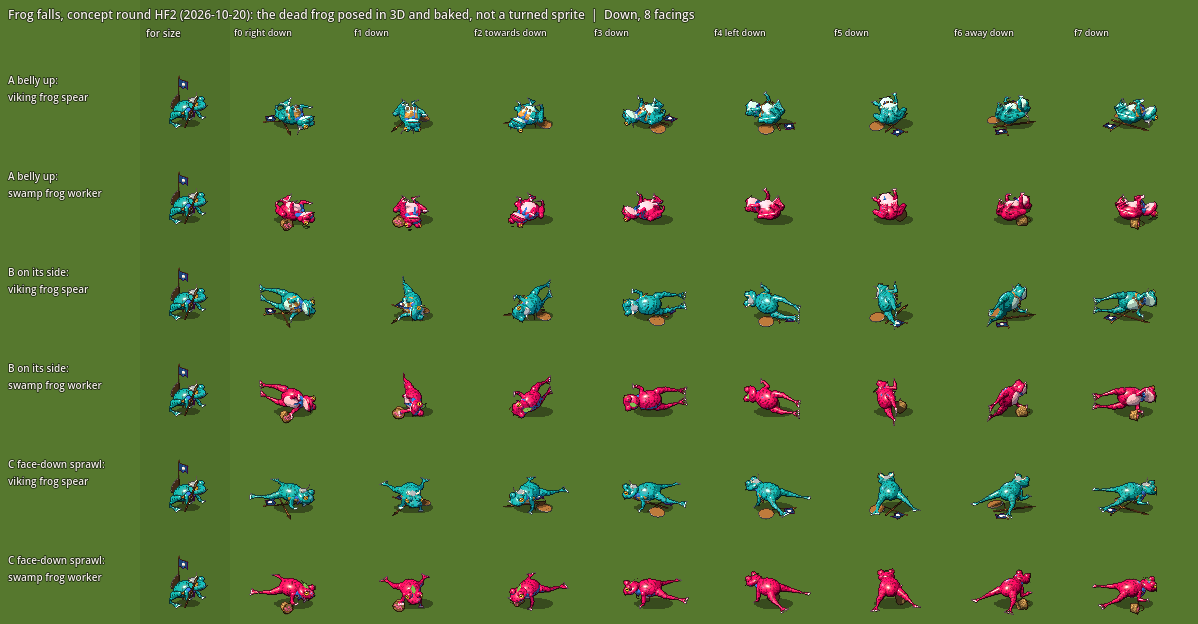 Frog falls, concept round HF2 (2026-10-20): the dead frog posed in 3D and baked, not a turned sprite | Down, 8 facings
for size f0 right down f1 down f2 towards down f3 down f4 left down f5 down f6 away down f7 down
A belly up:
viking frog spear
A belly up:
swamp frog worker
B on its side:
viking frog spear
B on its side:
swamp frog worker
C face-down sprawl:
viking frog spear
C face-down sprawl:
swamp frog worker